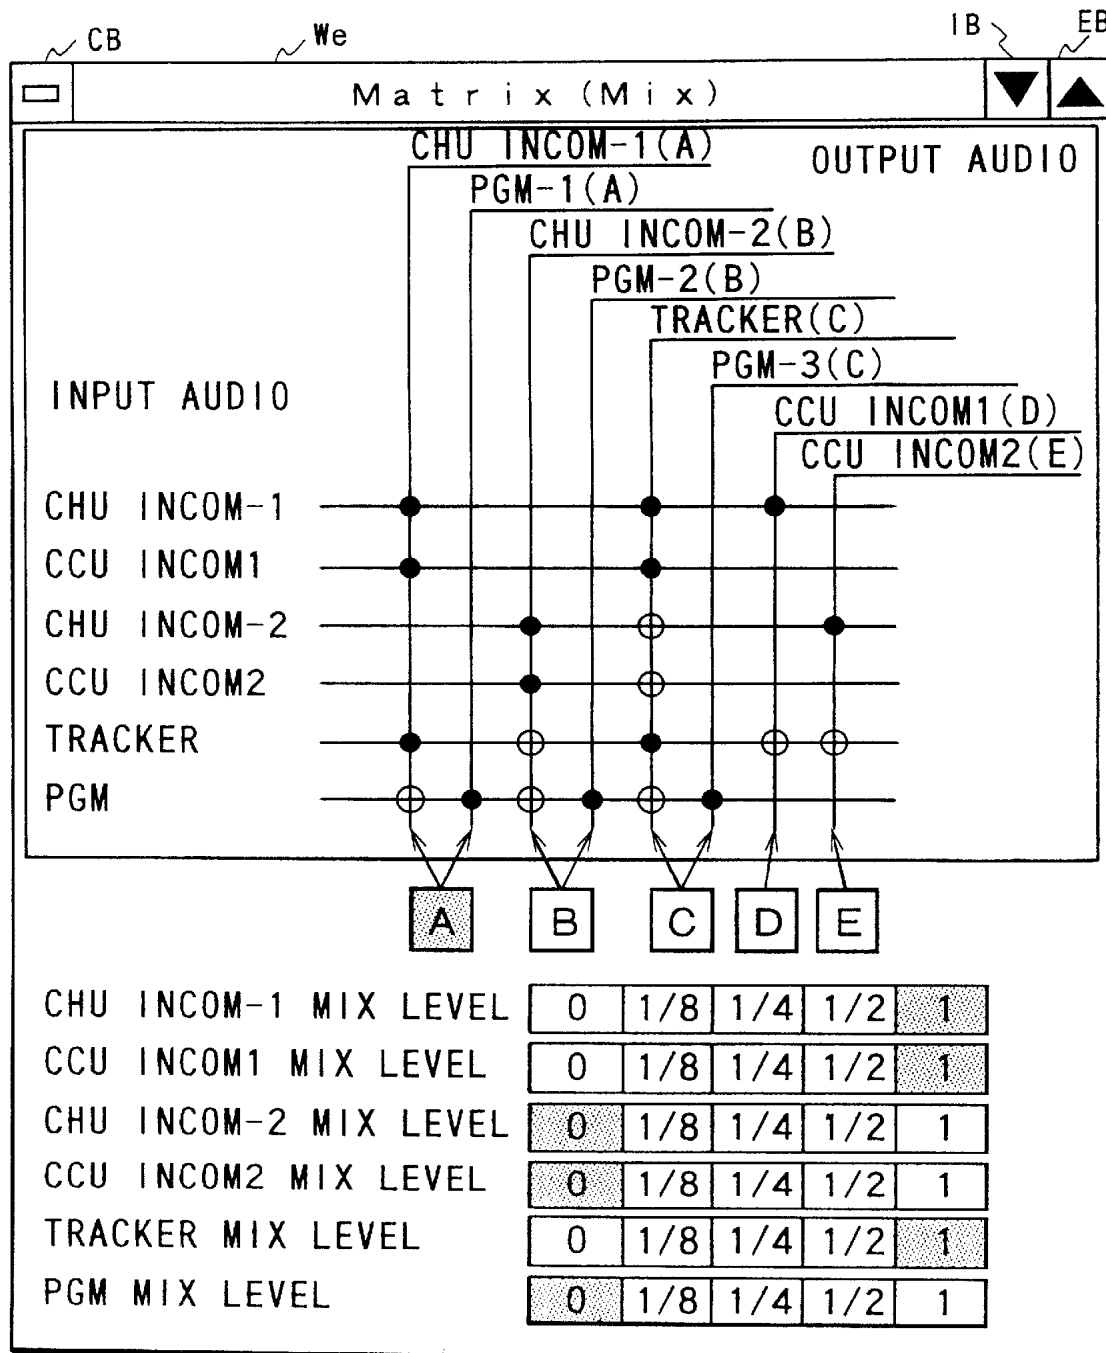 CB We IB EB
Matrix (Mix)
CHU INCOM-1(A)
OUTPUT AUDIO
PGM-1(A)
CHU INCOM-2(B)
PGM-2(B)
TRACKER(C)
PGM-3(C)
INPUT AUDIO
CCU INCOM1(D)
CCU INCOM2(E)
CHU INCOM-1
CCU INCOM1
CHU INCOM-2
CCU INCOM2
TRACKER
PGM
A B C D E
CHU INCOM-1 MIX LEVEL 0 1/8 1/4 1/2 1
CCU INCOM1 MIX LEVEL 0 1/8 1/4 1/2 1
CHU INCOM-2 MIX LEVEL 0 1/8 1/4 1/2 1
CCU INCOM2 MIX LEVEL 0 1/8 1/4 1/2 1
TRACKER MIX LEVEL 0 1/8 1/4 1/2 1
PGM MIX LEVEL 0 1/8 1/4 1/2 1